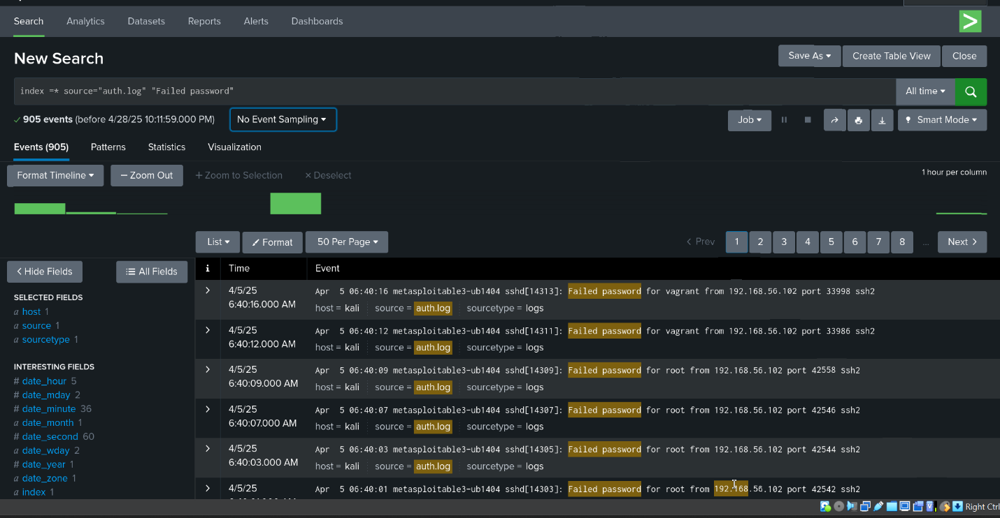 Search Analytics Datasets Reports Alerts Dashboards
New Search
Save As Create Table View Close
index =* source="auth.log" "Failed password"
All time
905 events (before 4/28/25 10:11:59.000 PM) No Event Sampling
Job Smart Mode
Events (905) Patterns Statistics Visualization
Format Timeline — Zoom Out + Zoom to Selection × Deselect
1 hour per column
List Format 50 Per Page < Prev 1 2 3 4 5 6 7 8 ... Next >
< Hide Fields All Fields
i Time Event
SELECTED FIELDS
a host 1
a source 1
a sourcetype 1
INTERESTING FIELDS
# date_hour 5
# date_mday 2
# date_minute 36
a date_month 1
# date_second 60
a date_wday 2
# date_year 1
a date_zone 1
a index 1
> 4/5/25 Apr  5 06:40:16 metasploitable3-ub1404 sshd[14313]: Failed password for vagrant from 192.168.56.102 port 33998 ssh2
6:40:16.000 AM host = kali source = auth.log sourcetype = logs
> 4/5/25 Apr  5 06:40:12 metasploitable3-ub1404 sshd[14311]: Failed password for vagrant from 192.168.56.102 port 33986 ssh2
6:40:12.000 AM host = kali source = auth.log sourcetype = logs
> 4/5/25 Apr  5 06:40:09 metasploitable3-ub1404 sshd[14309]: Failed password for root from 192.168.56.102 port 42558 ssh2
6:40:09.000 AM host = kali source = auth.log sourcetype = logs
> 4/5/25 Apr  5 06:40:07 metasploitable3-ub1404 sshd[14307]: Failed password for root from 192.168.56.102 port 42546 ssh2
6:40:07.000 AM host = kali source = auth.log sourcetype = logs
> 4/5/25 Apr  5 06:40:03 metasploitable3-ub1404 sshd[14305]: Failed password for root from 192.168.56.102 port 42544 ssh2
6:40:03.000 AM host = kali source = auth.log sourcetype = logs
> 4/5/25 Apr  5 06:40:01 metasploitable3-ub1404 sshd[14303]: Failed password for root from 192.168.56.102 port 42542 ssh2
Right Ctrl